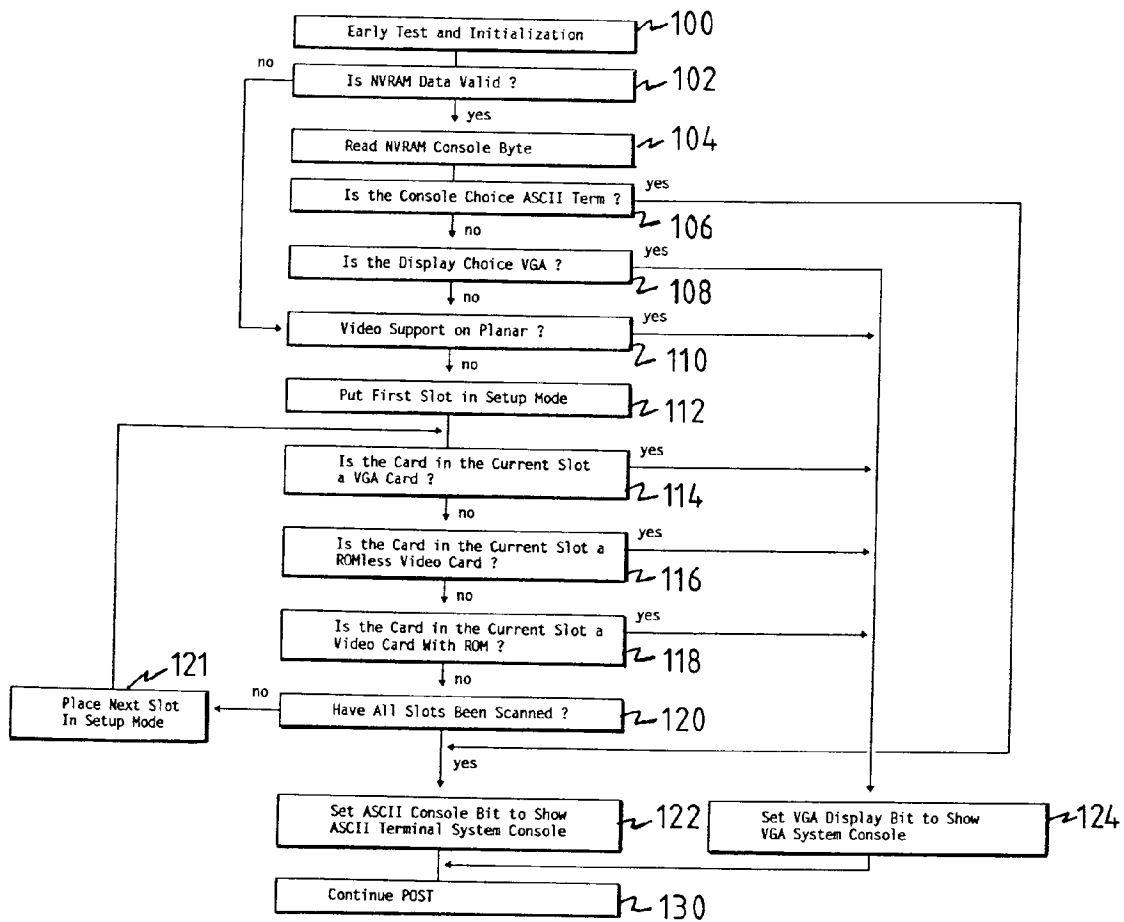 Early Test and Initialization
100
no
Is NVRAM Data Valid ?
102
yes
Read NVRAM Console Byte
104
Is the Console Choice ASCII Term ?
yes
106
no
Is the Display Choice VGA ?
yes
108
no
Video Support on Planar ?
yes
110
no
Put First Slot in Setup Mode
112
Is the Card in the Current Slot
a VGA Card ?
yes
114
no
Is the Card in the Current Slot a
ROMless Video Card ?
yes
116
no
Is the Card in the Current Slot a
Video Card With ROM ?
yes
118
no
121
Place Next Slot
In Setup Mode
no
Have All Slots Been Scanned ?
120
yes
Set ASCII Console Bit to Show
ASCII Terminal System Console
122
Set VGA Display Bit to Show
VGA System Console
124
Continue POST
130